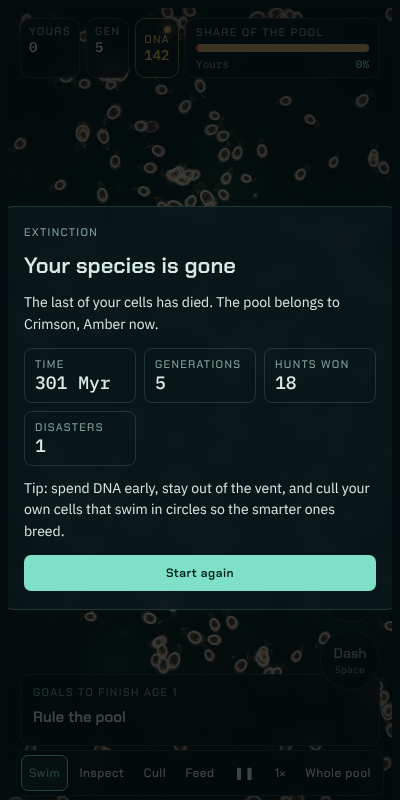 YOURS
0
GEN
5
DNA
142
SHARE OF THE POOL
Yours 0%
EXTINCTION
Your species is gone
The last of your cells has died. The pool belongs to
Crimson, Amber now.
TIME
301 Myr
GENERATIONS
5
HUNTS WON
18
DISASTERS
1
Tip: spend DNA early, stay out of the vent, and cull your
own cells that swim in circles so the smarter ones
breed.
Start again
Dash
Space
GOALS TO FINISH AGE 1
Rule the pool
Swim Inspect Cull Feed 1× Whole pool